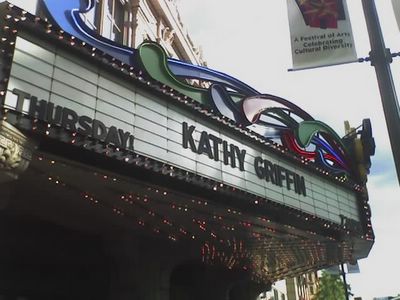 A Festival of Arts
Celebrating
Cultural Diversity
THURSDAY!
KATHY GRIFFIN